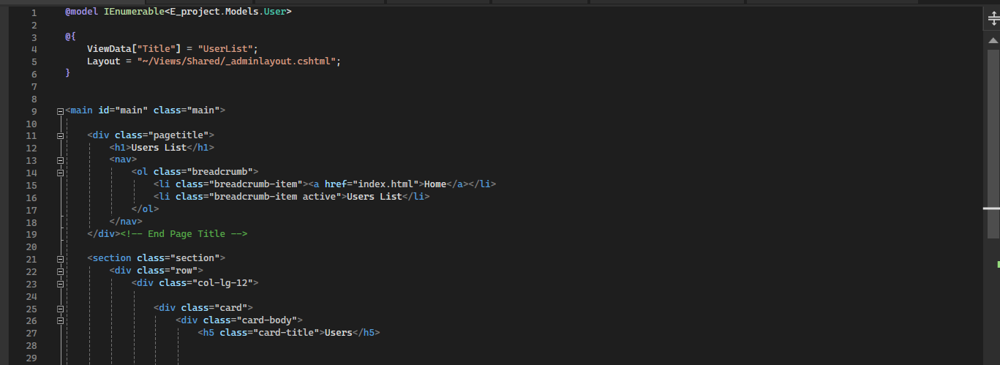 1 @model IEnumerable<E_project.Models.User>
2
3 @{
4 ViewData["Title"] = "UserList";
5 Layout = "~/Views/Shared/_adminlayout.cshtml";
6 }
7
8
9 <main id="main" class="main">
10
11 <div class="pagetitle">
12 <h1>Users List</h1>
13 <nav>
14 <ol class="breadcrumb">
15 <li class="breadcrumb-item"><a href="index.html">Home</a></li>
16 <li class="breadcrumb-item active">Users List</li>
17 </ol>
18 </nav>
19 </div><!-- End Page Title -->
20
21 <section class="section">
22 <div class="row">
23 <div class="col-lg-12">
24
25 <div class="card">
26 <div class="card-body">
27 <h5 class="card-title">Users</h5>
28
29